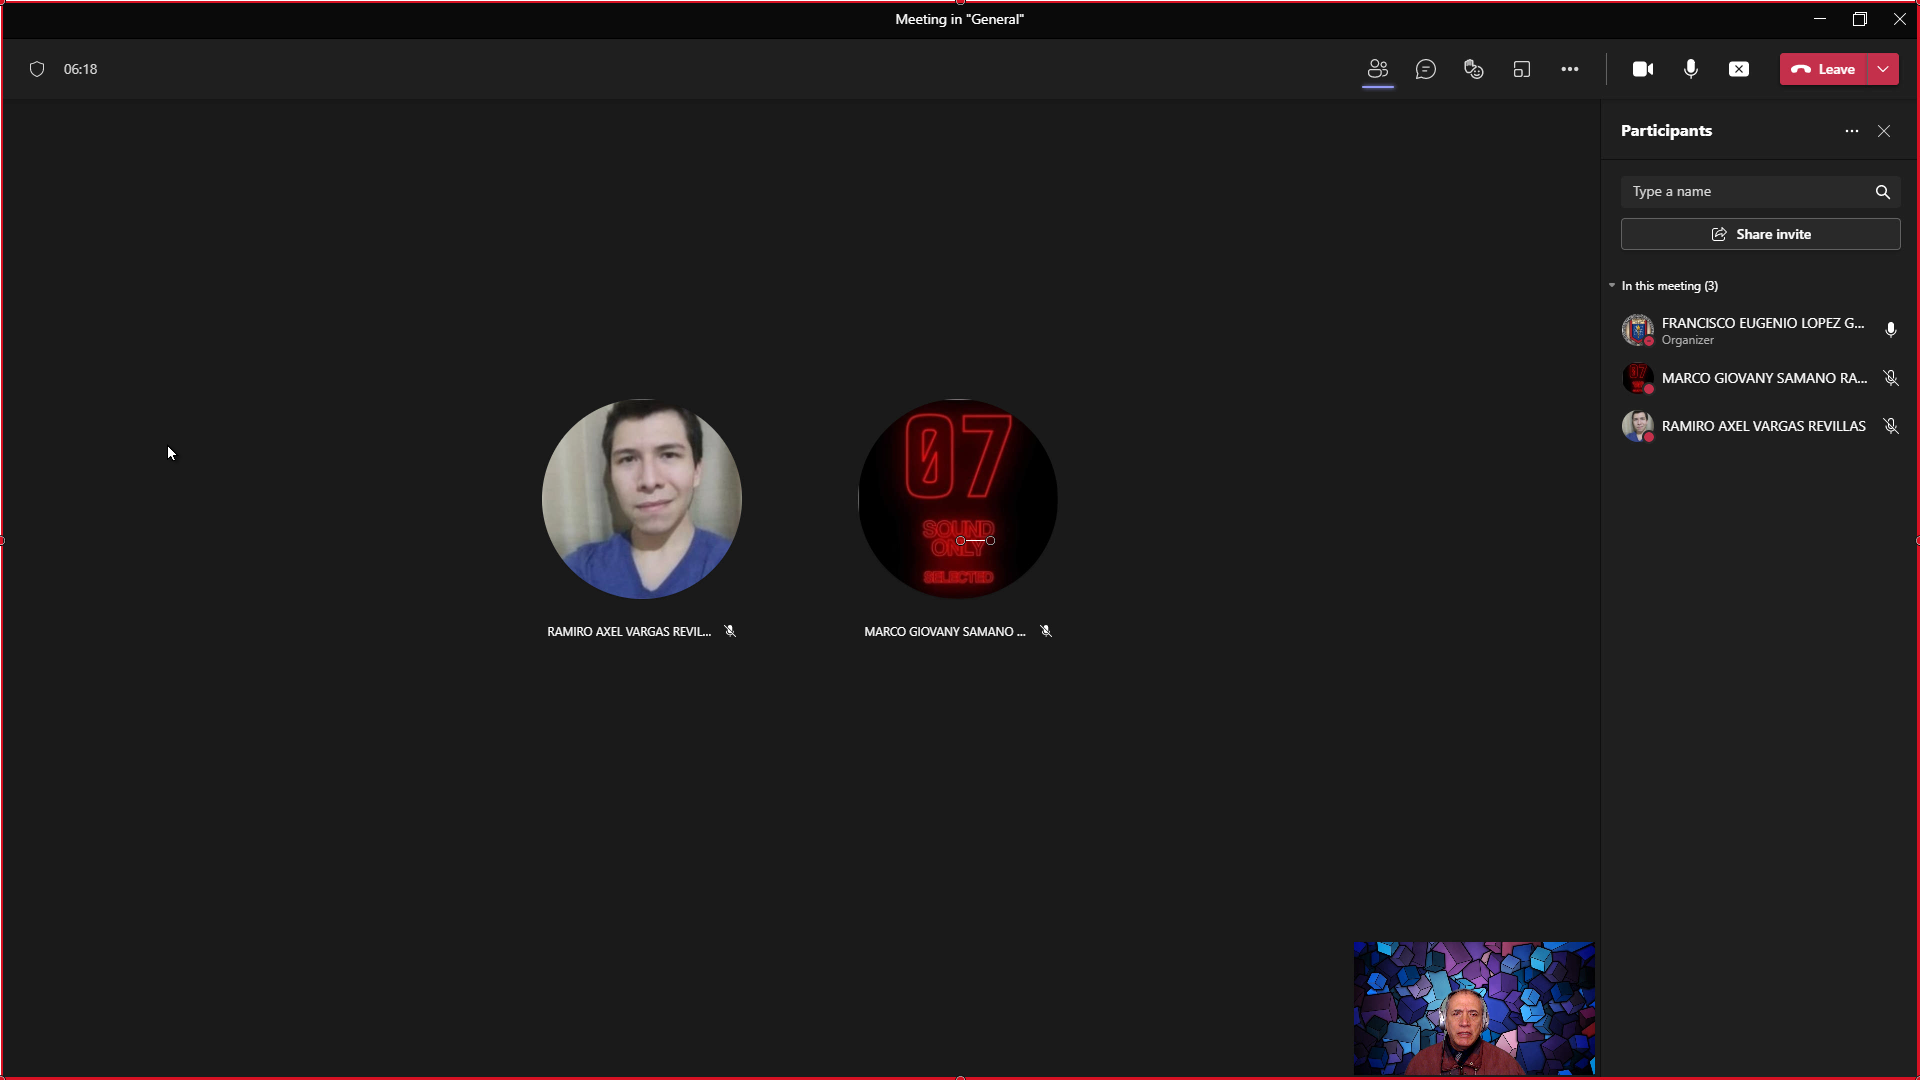 Meeting in "General"
06:18
Leave
Participants
Type a name
Share invite
In this meeting (3)
FRANCISCO EUGENIO LOPEZ G...
Organizer
07
MARCO GIOVANY SAMANO RA...
RAMIRO AXEL VARGAS REVILLAS
07
SOUND
ONLY
SELECTED
RAMIRO AXEL VARGAS REVIL...
MARCO GIOVANY SAMANO ...